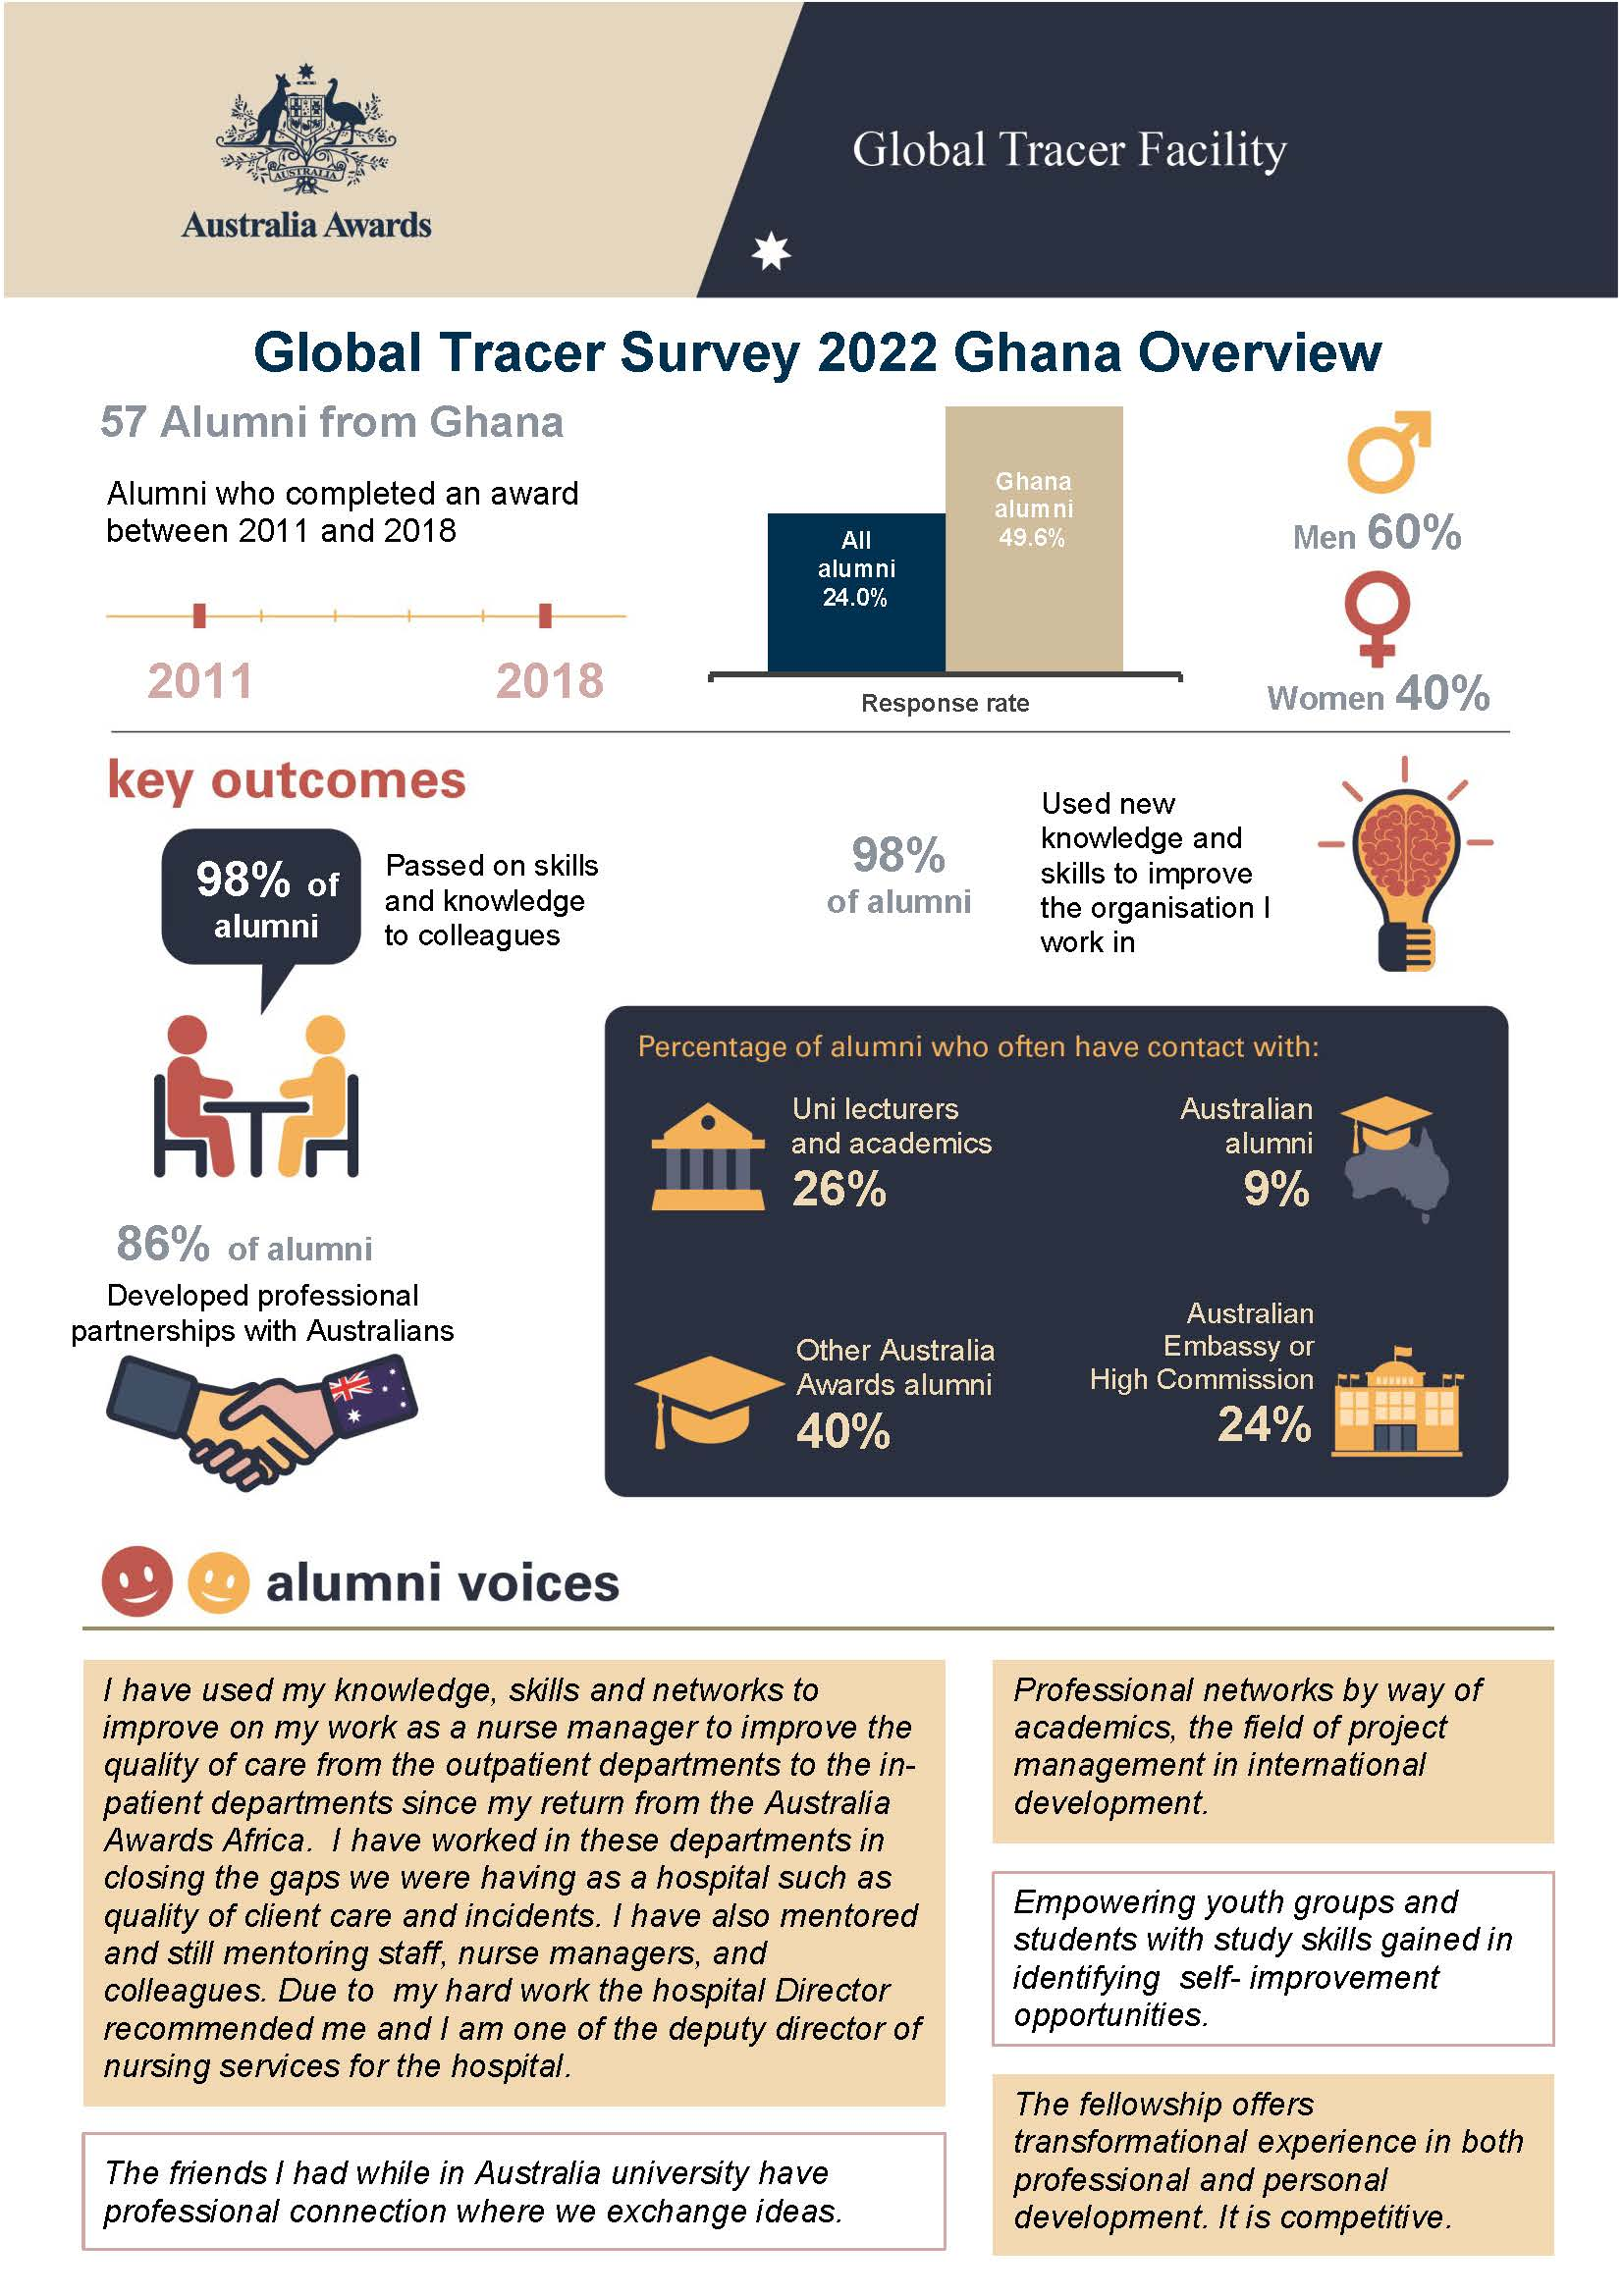 AUSTRALIA
Australia Awards
Global Tracer Facility
Global Tracer Survey 2022 Ghana Overview
57 Alumni from Ghana
Alumni who completed an award
between 2011 and 2018
2011
2018
All
alumni
24.0%
Ghana
alumni
49.6%
Response rate
Men 60%
Women 40%
key outcomes
98% of
alumni
Passed on skills
and knowledge
to colleagues
98%
of alumni
Used new
knowledge and
skills to improve
the organisation I
work in
86% of alumni
Developed professional
partnerships with Australians
Percentage of alumni who often have contact with:
Uni lecturers
and academics
26%
Australian
alumni
9%
Other Australia
Awards alumni
40%
Australian
Embassy or
High Commission
24%
alumni voices
I have used my knowledge, skills and networks to
improve on my work as a nurse manager to improve the
quality of care from the outpatient departments to the in-
patient departments since my return from the Australia
Awards Africa.  I have worked in these departments in
closing the gaps we were having as a hospital such as
quality of client care and incidents. I have also mentored
and still mentoring staff, nurse managers, and
colleagues. Due to  my hard work the hospital Director
recommended me and I am one of the deputy director of
nursing services for the hospital.
The friends I had while in Australia university have
professional connection where we exchange ideas.
Professional networks by way of
academics, the field of project
management in international
development.
Empowering youth groups and
students with study skills gained in
identifying  self- improvement
opportunities.
The fellowship offers
transformational experience in both
professional and personal
development. It is competitive.